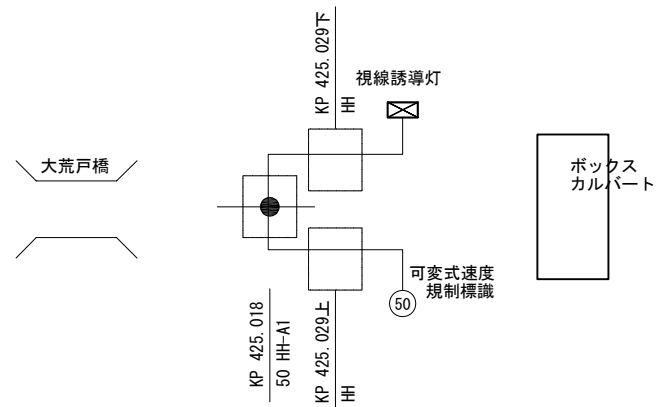 KP 425.029下
HH
視線誘導灯
大荒戸橋
ボックス
カルバート
可変式速度
規制標識
50
KP 425.018
50 HH-A1
KP 425.029上
HH